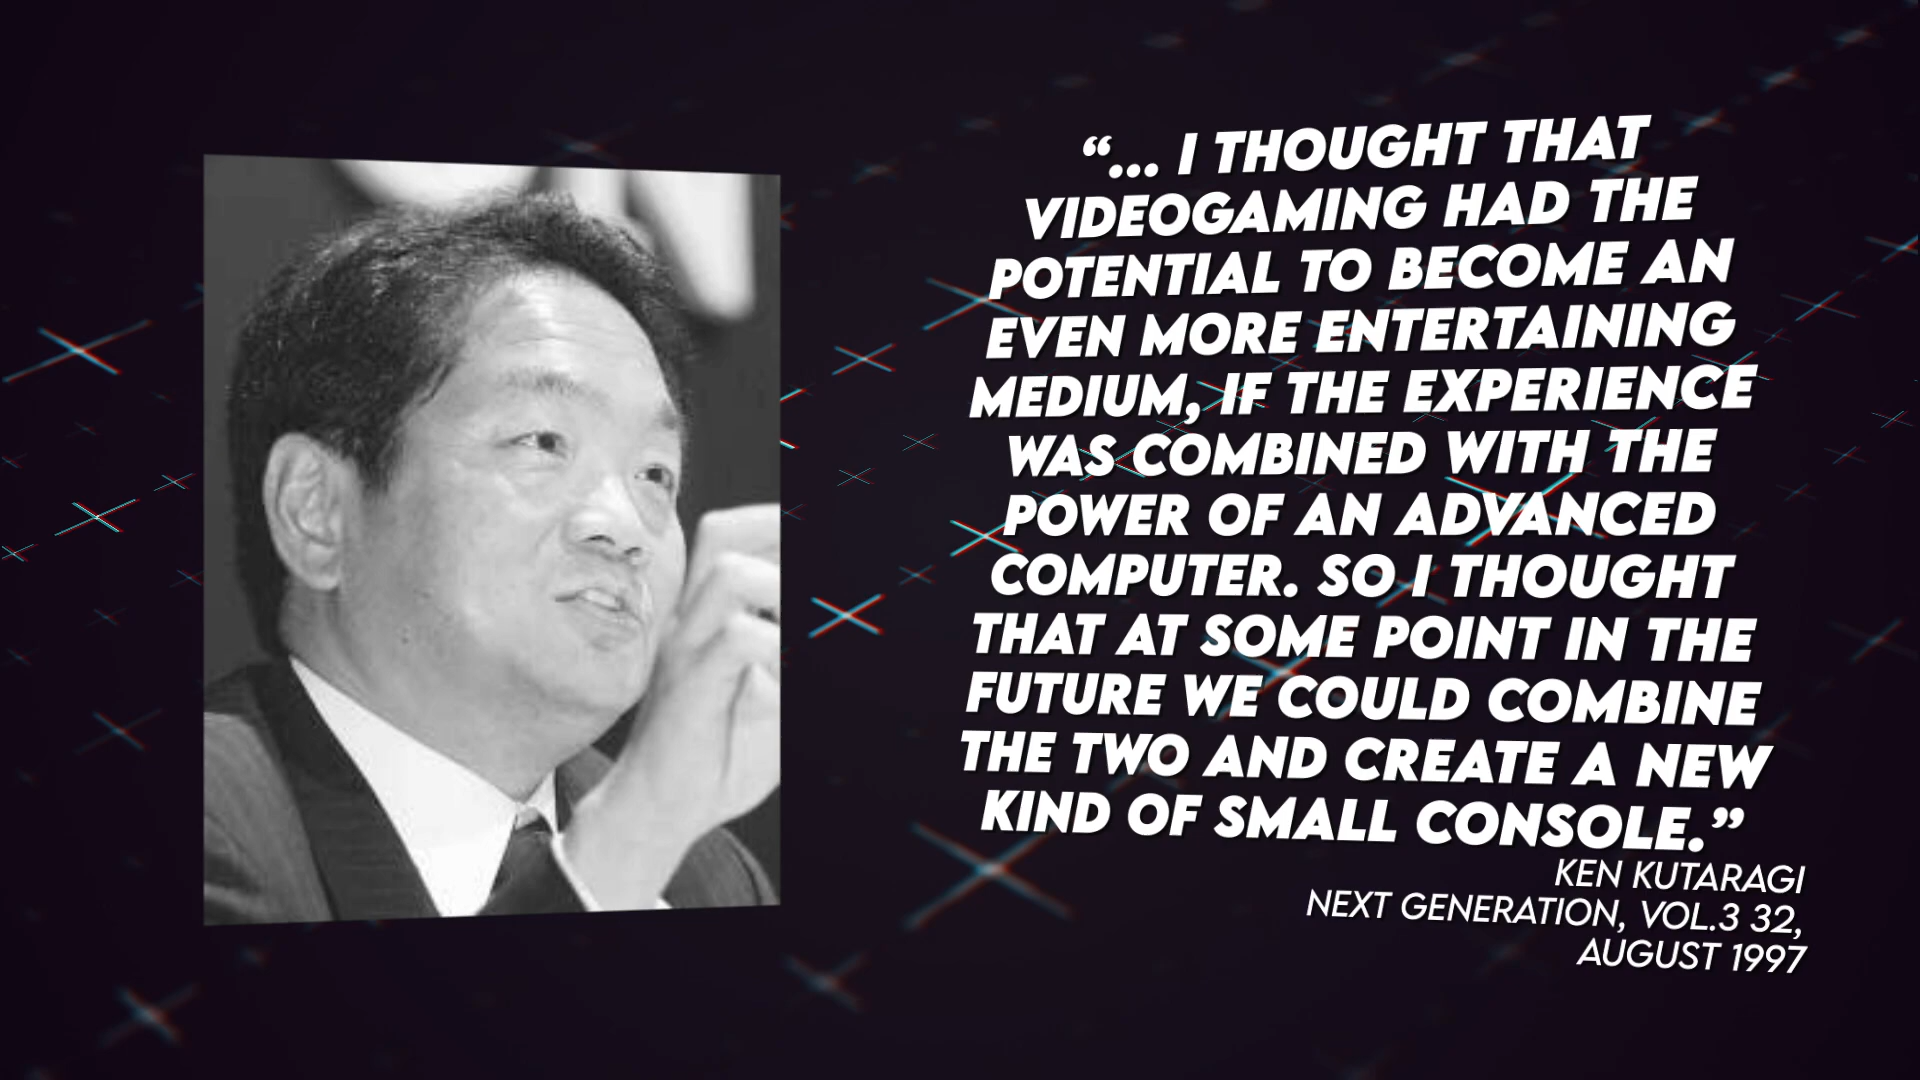 “... I THOUGHT THAT
VIDEOGAMING HAD THE
POTENTIAL TO BECOME AN
EVEN MORE ENTERTAINING
MEDIUM, IF THE EXPERIENCE
WAS COMBINED WITH THE
POWER OF AN ADVANCED
COMPUTER. SO I THOUGHT
THAT AT SOME POINT IN THE
FUTURE WE COULD COMBINE
THE TWO AND CREATE A NEW
KIND OF SMALL CONSOLE.”
KEN KUTARAGI
NEXT GENERATION, VOL.3 32,
AUGUST 1997